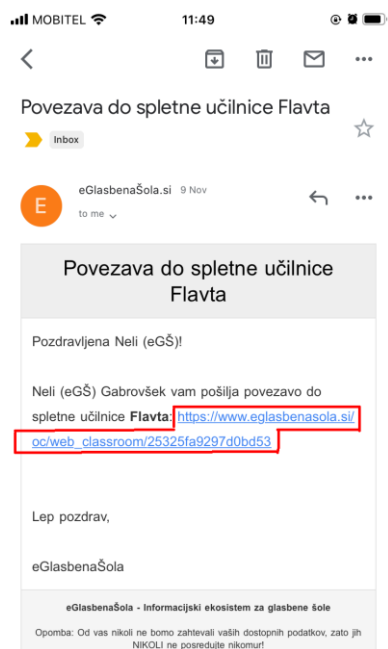 MOBITEL
11:49
Povezava do spletne učilnice Flavta
Inbox
E
eGlasbenaŠola.si 9 Nov
to me
Povezava do spletne učilnice
Flavta
Pozdravljena Neli (eGŠ)!
Neli (eGŠ) Gabrovšek vam pošilja povezavo do
spletne učilnice Flavta: https://www.eglasbenasola.si/
oc/web_classroom/25325fa9297d0bd53
Lep pozdrav,
eGlasbenaŠola
eGlasbenaŠola - Informacijski ekosistem za glasbene šole
Opomba: Od vas nikoli ne bomo zahtevali vaših dostopnih podatkov, zato jih
NIKOLI ne posredujte nikomur!